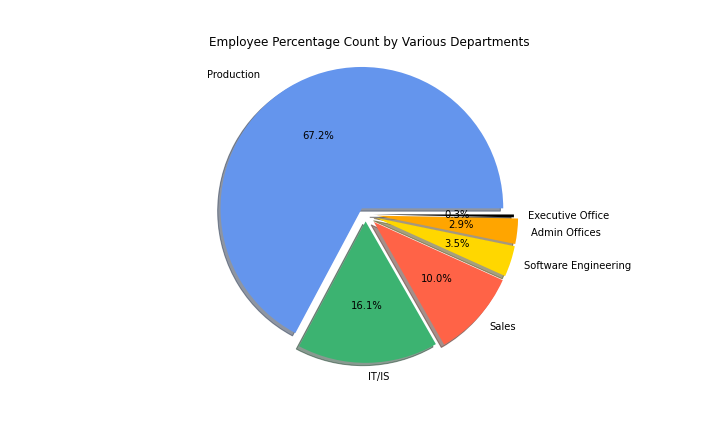 Employee Percentage Count by Various Departments
Production
67.2%
0.3%
Executive Office
2.9%
Admin Offices
3.5%
Software Engineering
10.0%
16.1%
Sales
IT/IS